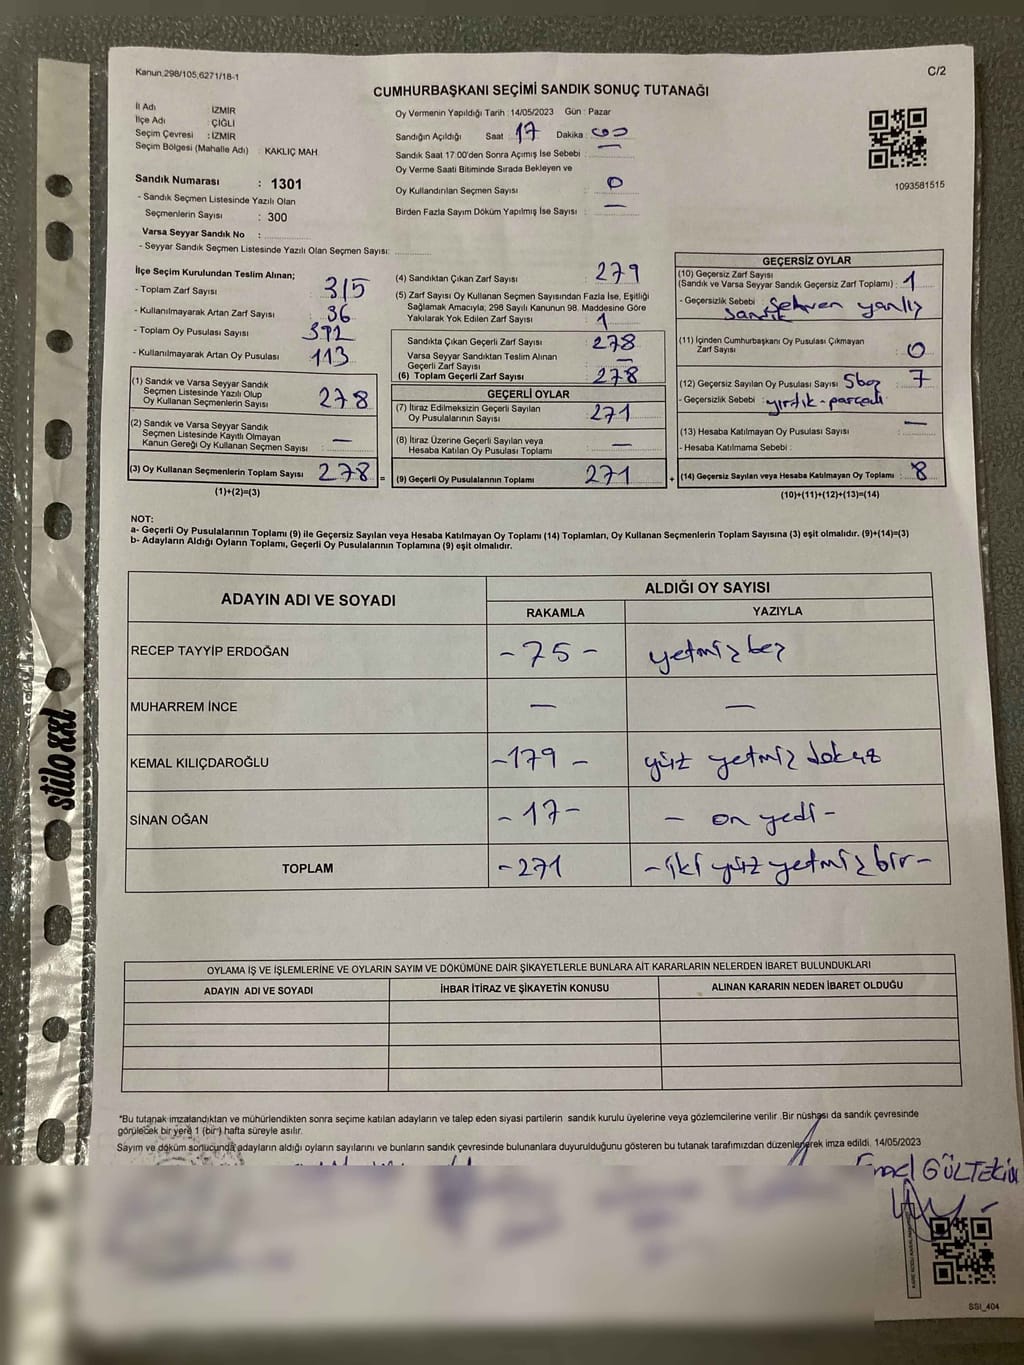 Kanun.298/105,6271/18-1
C/2
CUMHURBAŞKANI SEÇİMİ SANDIK SONUÇ TUTANAĞI
İl Adı İZMİR
İlçe Adı : ÇİĞLİ
Seçim Çevresi : İZMİR
Seçim Bölgesi (Mahalle Adı) : KAKLIÇ MAH.
Sandık Numarası : 1301
- Sandık Seçmen Listesinde Yazılı Olan
Seçmenlerin Sayısı : 300
Varsa Seyyar Sandık No :
- Seyyar Sandık Seçmen Listesinde Yazılı Olan Seçmen Sayısı:
Oy Vermenin Yapıldığı Tarih : 14/05/2023 Gün : Pazar
Sandığın Açıldığı Saat : 17 Dakika : 00
Sandık Saat 17:00'den Sonra Açımış İse Sebebi :
Oy Verme Saati Bitiminde Sırada Bekleyen ve
Oy Kullandırılan Seçmen Sayısı : 0
Birden Fazla Sayım Döküm Yapılmış İse Sayısı : —
1093581515
İlçe Seçim Kurulundan Teslim Alınan;
- Toplam Zarf Sayısı : 315
- Kullanılmayarak Artan Zarf Sayısı : 36
- Toplam Oy Pusulası Sayısı : 392
- Kullanılmayarak Artan Oy Pusulası : 113
(1) Sandık ve Varsa Seyyar Sandık
Seçmen Listesinde Yazılı Olup
Oy Kullanan Seçmenlerin Sayısı : 278
(2) Sandık ve Varsa Seyyar Sandık
Seçmen Listesinde Kayıtlı Olmayan
Kanun Gereği Oy Kullanan Seçmen Sayısı : —
(3) Oy Kullanan Seçmenlerin Toplam Sayısı : 278 =
(1)+(2)=(3)
(4) Sandıktan Çıkan Zarf Sayısı : 279
(5) Zarf Sayısı Oy Kullanan Seçmen Sayısından Fazla İse, Eşitliği
Sağlamak Amacıyla; 298 Sayılı Kanunun 98. Maddesine Göre
Yakılarak Yok Edilen Zarf Sayısı : 1
Sandıkta Çıkan Geçerli Zarf Sayısı : 278
Varsa Seyyar Sandıktan Teslim Alınan
Geçerli Zarf Sayısı : —
(6) Toplam Geçerli Zarf Sayısı : 278
GEÇERLİ OYLAR
(7) İtiraz Edilmeksizin Geçerli Sayılan
Oy Pusulalarının Sayısı : 271
(8) İtiraz Üzerine Geçerli Sayılan veya
Hesaba Katılan Oy Pusulası Toplamı : —
(9) Geçerli Oy Pusulalarının Toplamı : 271 +
GEÇERSİZ OYLAR
(10) Geçersiz Zarf Sayısı
(Sandık ve Varsa Seyyar Sandık Geçersiz Zarf Toplamı) : 1
- Geçersizlik Sebebi : Sehven yanlış
sandık
(11) İçinden Cumhurbaşkanı Oy Pusulası Çıkmayan
Zarf Sayısı : 0
(12) Geçersiz Sayılan Oy Pusulası Sayısı : 5boş 7
- Geçersizlik Sebebi : yırtık-parçalı
(13) Hesaba Katılmayan Oy Pusulası Sayısı : —
- Hesaba Katılmama Sebebi :
(14) Geçersiz Sayılan veya Hesaba Katılmayan Oy Toplamı : 8
(10)+(11)+(12)+(13)=(14)
NOT:
a- Geçerli Oy Pusulalarının Toplamı (9) ile Geçersiz Sayılan veya Hesaba Katılmayan Oy Toplamı (14) Toplamları, Oy Kullanan Seçmenlerin Toplam Sayısına (3) eşit olmalıdır. (9)+(14)=(3)
b- Adayların Aldığı Oyların Toplamı, Geçerli Oy Pusulalarının Toplamına (9) eşit olmalıdır.
ADAYIN ADI VE SOYADI ALDIĞI OY SAYISI
RAKAMLA YAZIYLA
RECEP TAYYİP ERDOĞAN -75- yetmiş beş
MUHARREM İNCE — —
KEMAL KILIÇDAROĞLU -179- yüz yetmiş dokuz
SİNAN OĞAN -17- - on yedi -
TOPLAM -271 - iki yüz yetmiş bir -
OYLAMA İŞ VE İŞLEMLERİNE VE OYLARIN SAYIM VE DÖKÜMÜNE DAİR ŞİKAYETLERLE BUNLARA AİT KARARLARIN NELERDEN İBARET BULUNDUKLARI
ADAYIN ADI VE SOYADI İHBAR İTİRAZ VE ŞİKAYETİN KONUSU ALINAN KARARIN NEDEN İBARET OLDUĞU
*Bu tutanak imzalandıktan ve mühürlendikten sonra seçime katılan adayların ve talep eden siyasi partilerin sandık kurulu üyelerine veya gözlemcilerine verilir .Bir nüshası da sandık çevresinde
görülecek bir yere 1 (bir) hafta süreyle asılır.
Sayım ve döküm sonucunda adayların aldığı oyların sayılarını ve bunların sandık çevresinde bulunanlara duyurulduğunu gösteren bu tutanak tarafımızdan düzenlenerek imza edildi. 14/05/2023
GÜLTEKİN
SSI_404
stilo xxl